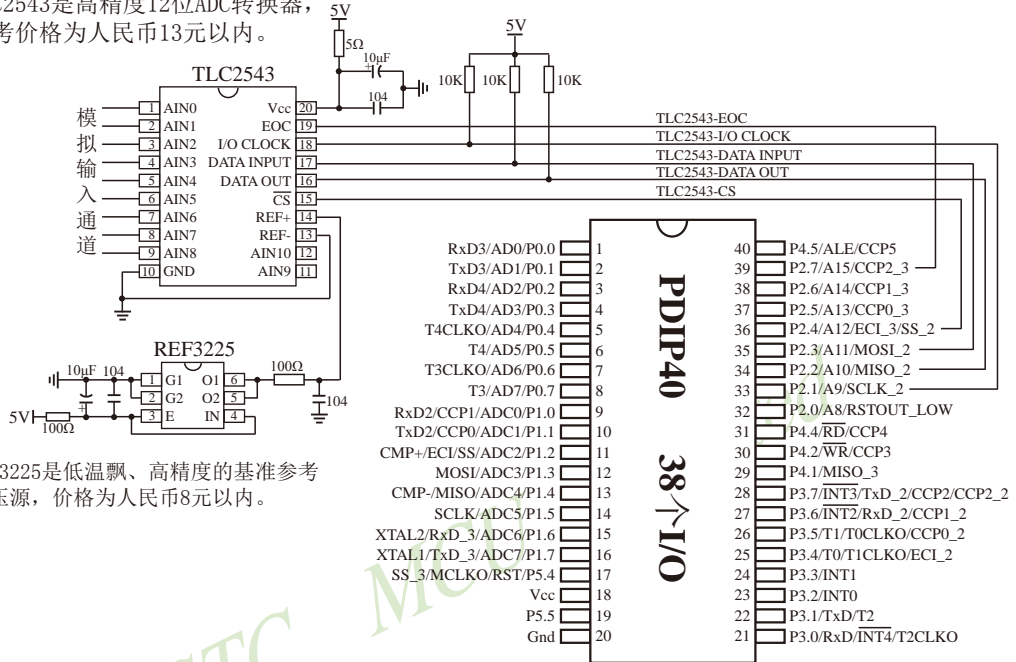 C2543是高精度12位ADC转换器，
考价格为人民币13元以内。
5V
5Ω
10μF
+
104
5V
10K
10K
10K
TLC2543
模拟输入通道
1 AIN0
2 AIN1
3 AIN2
4 AIN3
5 AIN4
6 AIN5
7 AIN6
8 AIN7
9 AIN8
10 GND
Vcc 20
EOC 19
I/O CLOCK 18
DATA INPUT 17
DATA OUT 16
CS 15
REF+ 14
REF- 13
AIN10 12
AIN9 11
TLC2543-EOC
TLC2543-I/O CLOCK
TLC2543-DATA INPUT
TLC2543-DATA OUT
TLC2543-CS
REF3225
10μF
104
+
5V
100Ω
1 G1
2 G2
3 E
O1 6
O2 5
IN 4
100Ω
104
3225是低温飘、高精度的基准参考
压源，价格为人民币8元以内。
PDIP40
38个I/O
RxD3/AD0/P0.0 1
TxD3/AD1/P0.1 2
RxD4/AD2/P0.2 3
TxD4/AD3/P0.3 4
T4CLKO/AD4/P0.4 5
T4/AD5/P0.5 6
T3CLKO/AD6/P0.6 7
T3/AD7/P0.7 8
RxD2/CCP1/ADC0/P1.0 9
TxD2/CCP0/ADC1/P1.1 10
CMP+/ECI/SS/ADC2/P1.2 11
MOSI/ADC3/P1.3 12
CMP-/MISO/ADC4/P1.4 13
SCLK/ADC5/P1.5 14
XTAL2/RxD_3/ADC6/P1.6 15
XTAL1/TxD_3/ADC7/P1.7 16
SS_3/MCLKO/RST/P5.4 17
Vcc 18
P5.5 19
Gnd 20
40 P4.5/ALE/CCP5
39 P2.7/A15/CCP2_3
38 P2.6/A14/CCP1_3
37 P2.5/A13/CCP0_3
36 P2.4/A12/ECI_3/SS_2
35 P2.3/A11/MOSI_2
34 P2.2/A10/MISO_2
33 P2.1/A9/SCLK_2
32 P2.0/A8/RSTOUT_LOW
31 P4.4/RD/CCP4
30 P4.2/WR/CCP3
29 P4.1/MISO_3
28 P3.7/INT3/TxD_2/CCP2/CCP2_2
27 P3.6/INT2/RxD_2/CCP1_2
26 P3.5/T1/T0CLKO/CCP0_2
25 P3.4/T0/T1CLKO/ECI_2
24 P3.3/INT1
23 P3.2/INT0
22 P3.1/TxD/T2
21 P3.0/RxD/INT4/T2CLKO
STC MCU